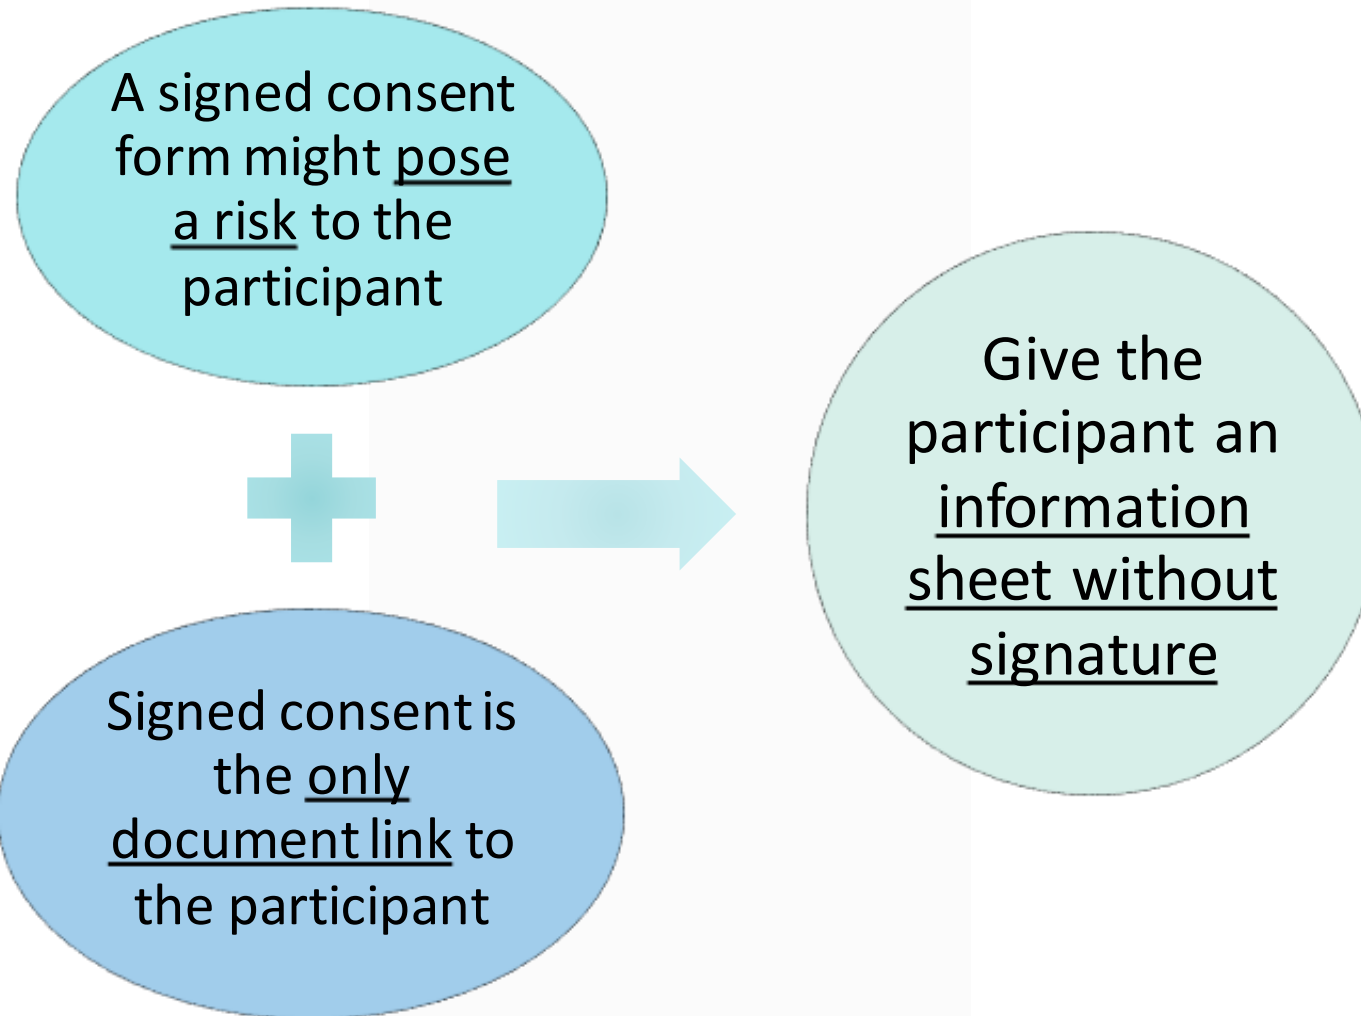 A signed consent
form might pose
a risk to the
participant
Signed consent is
the only
document link to
the participant
Give the
participant an
information
sheet without
signature